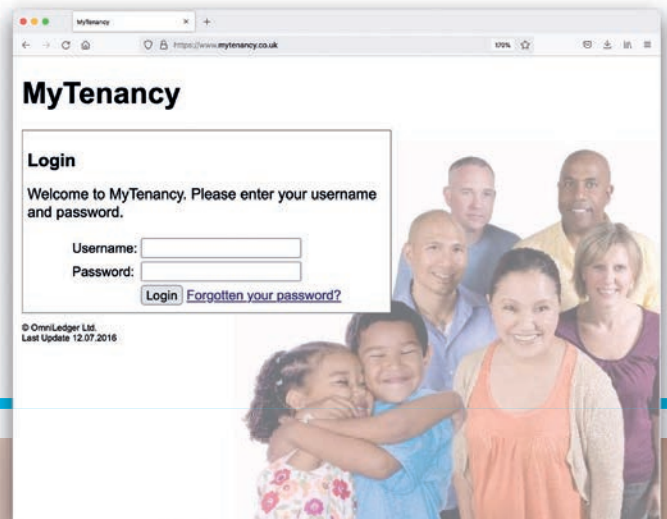 MyTenancy
https://www.mytenancy.co.uk
170%
MyTenancy
Login
Welcome to MyTenancy. Please enter your username
and password.
Username:
Password:
Login Forgotten your password?
© OmniLedger Ltd.
Last Update 12.07.2016